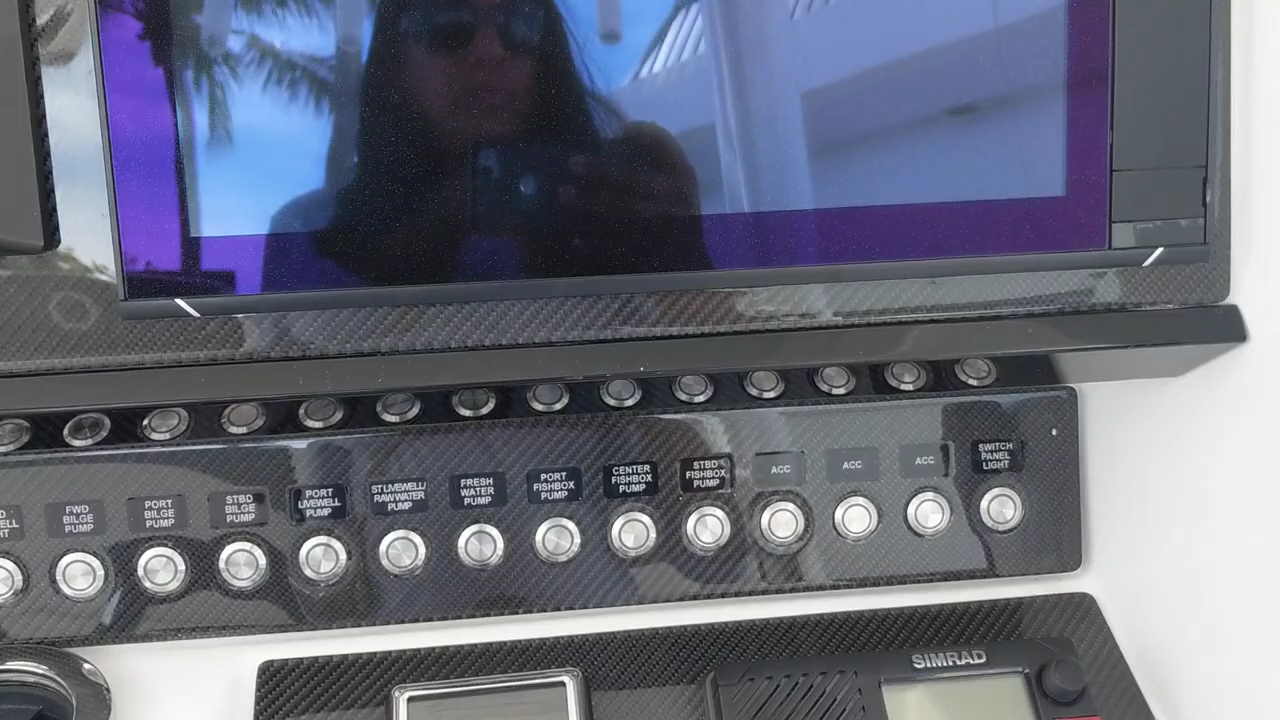 FWD
BILGE
PUMP
PORT
BILGE
PUMP
STBD
BILGE
PUMP
PORT
LIVEWELL
PUMP
ST LIVEWELL/
RAW WATER
PUMP
FRESH
WATER
PUMP
PORT
FISHBOX
PUMP
CENTER
FISHBOX
PUMP
STBD
FISHBOX
PUMP
ACC
ACC
ACC
SWITCH
PANEL
LIGHT
SIMRAD